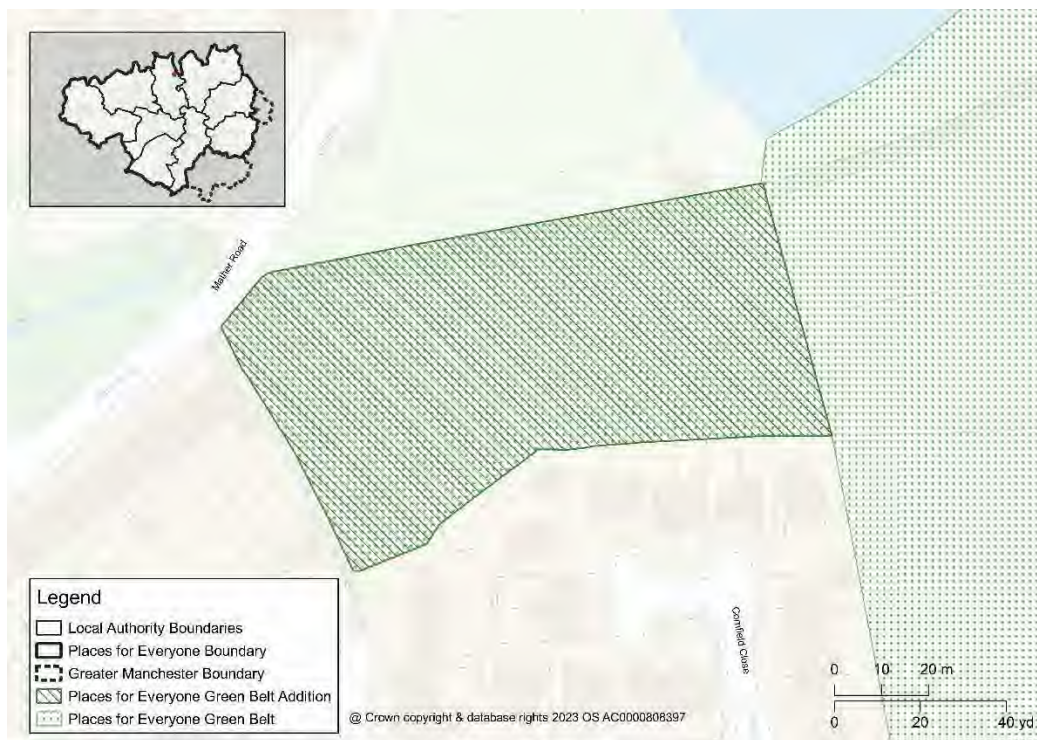 Mather Road
Cornfield Close
Legend
Local Authority Boundaries
Places for Everyone Boundary
Greater Manchester Boundary
Places for Everyone Green Belt Addition
Places for Everyone Green Belt
@ Crown copyright & database rights 2023 OS AC0000808397
0 10 20 m
0 20 40 yd